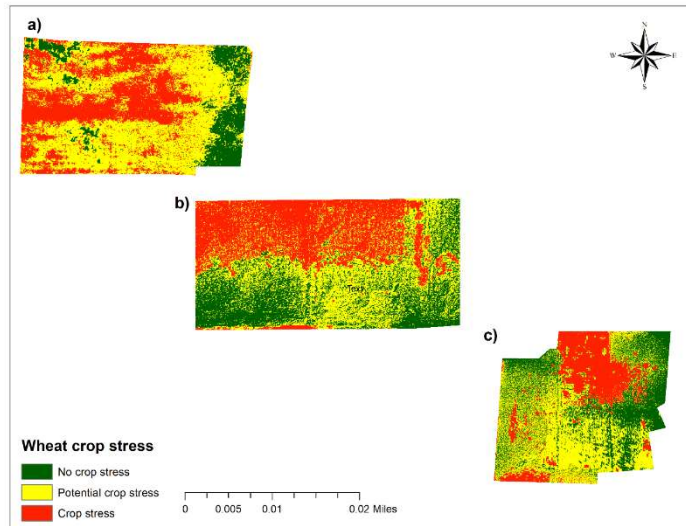 a)
N
W
E
S
b)
Text
c)
Wheat crop stress
No crop stress
Potential crop stress
Crop stress
0 0.005 0.01 0.02 Miles